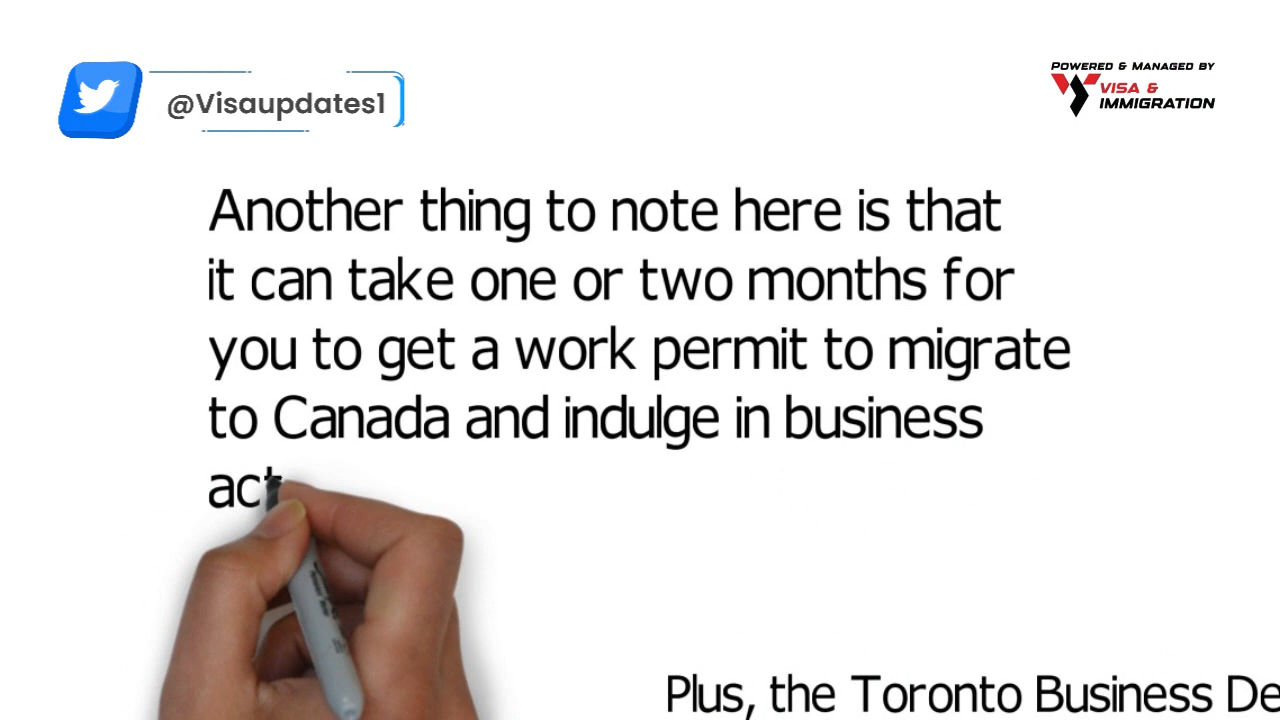 @Visaupdates1
POWERED & MANAGED BY
VISA &
IMMIGRATION
Another thing to note here is that
it can take one or two months for
you to get a work permit to migrate
to Canada and indulge in business
act
Plus, the Toronto Business De